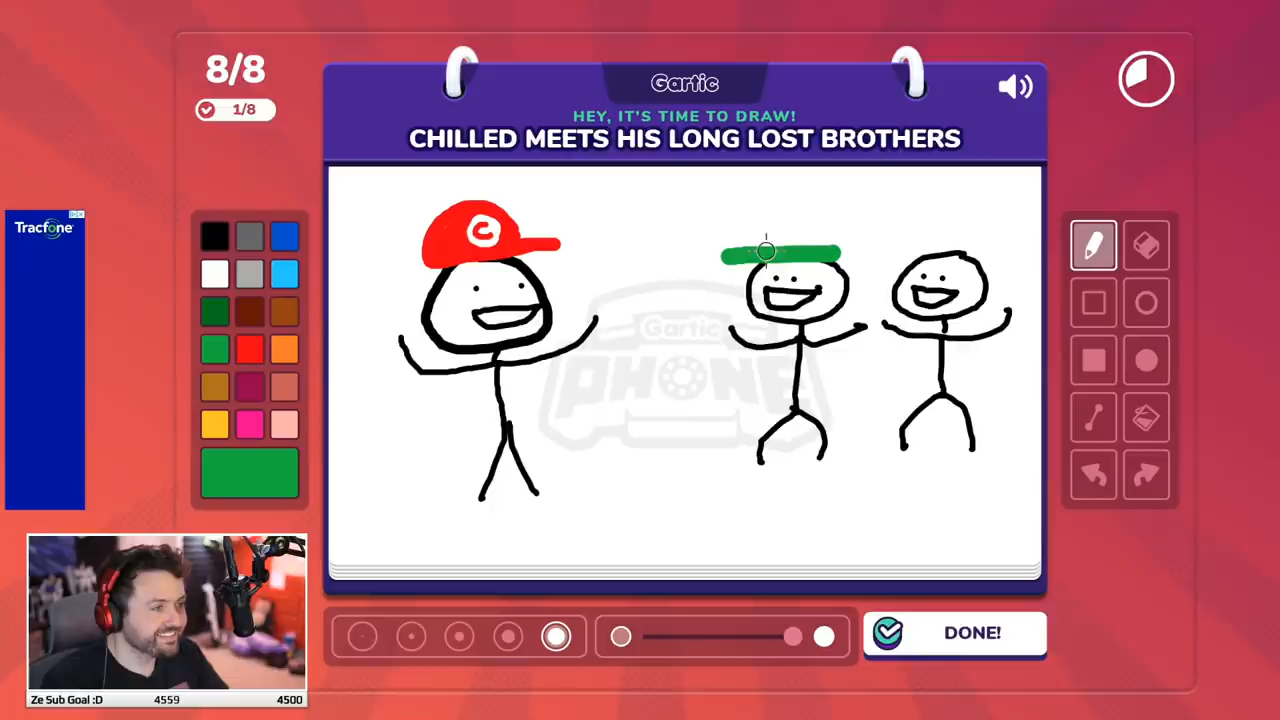 8/8
1/8
Gartic
HEY, IT'S TIME TO DRAW!
CHILLED MEETS HIS LONG LOST BROTHERS
Tracfone
C
Gartic
PHONE
DONE!
Ze Sub Goal :D 4559 4500